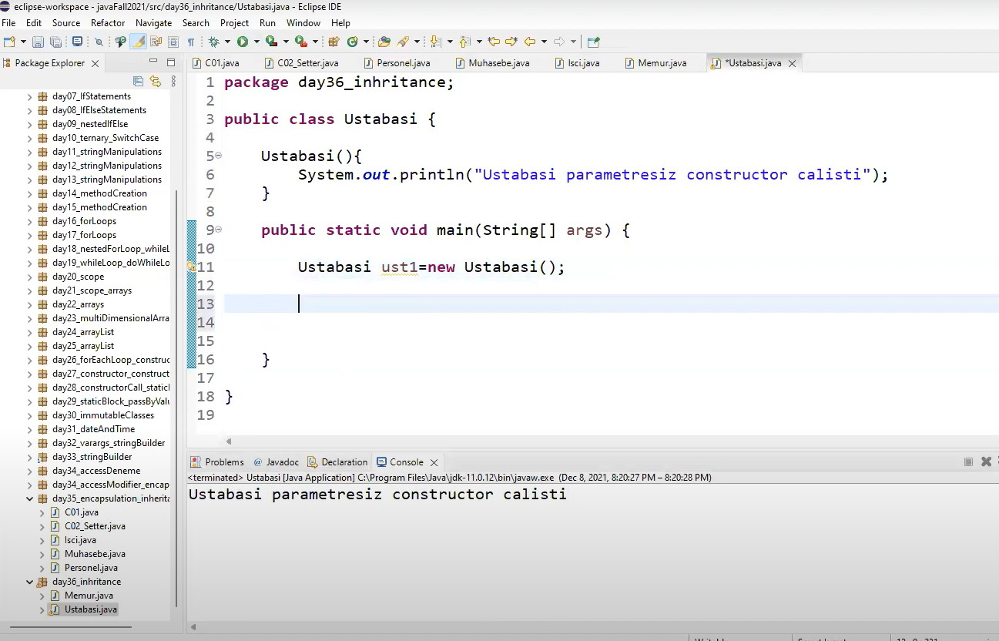 eclipse-workspace - javaFall2021/src/day36_inhritance/Ustabasi.java - Eclipse IDE
File Edit Source Refactor Navigate Search Project Run Window Help
Package Explorer
C01.java C02_Setter.java Personel.java Muhasebe.java Isci.java Memur.java *Ustabasi.java
day07_IfStatements
day08_IfElseStatements
day09_nestedIfElse
day10_ternary_SwitchCase
day11_stringManipulations
day12_stringManipulations
day13_stringManipulations
day14_methodCreation
day15_methodCreation
day16_forLoops
day17_forLoops
day18_nestedForLoop_whileL
day19_whileLoop_doWhileLo
day20_scope
day21_scope_arrays
day22_arrays
day23_multiDimensionalArra
day24_arrayList
day25_arrayList
day26_forEachLoop_construc
day27_constructor_construct
day28_constructorCall_static
day29_staticBlock_passByValu
day30_immutableClasses
day31_dateAndTime
day32_varargs_stringBuilder
day33_stringBuilder
day34_accessDeneme
day34_accessModifier_encap
day35_encapsulation_inherita
C01.java
C02_Setter.java
Isci.java
Muhasebe.java
Personel.java
day36_inhritance
Memur.java
Ustabasi.java
1 package day36_inhritance;
2
3 public class Ustabasi {
4
5 Ustabasi(){
6 System.out.println("Ustabasi parametresiz constructor calisti");
7 }
8
9 public static void main(String[] args) {
10
11 Ustabasi ust1=new Ustabasi();
12
13
14
15
16 }
17
18 }
19
Problems @ Javadoc Declaration Console
<terminated> Ustabasi [Java Application] C:\Program Files\Java\jdk-11.0.12\bin\javaw.exe (Dec 8, 2021, 8:20:27 PM – 8:20:28 PM)
Ustabasi parametresiz constructor calisti